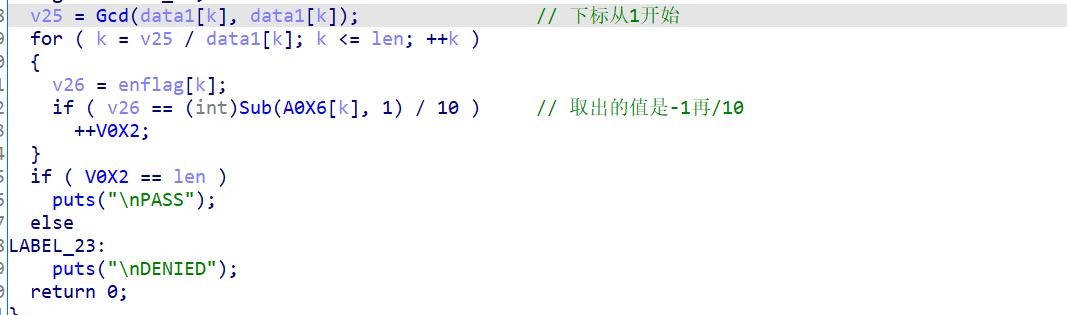 v25 = Gcd(data1[k], data1[k]); // 下标从1开始
for ( k = v25 / data1[k]; k <= len; ++k )
{
v26 = enflag[k];
if ( v26 == (int)Sub(A0X6[k], 1) / 10 ) // 取出的值是-1再/10
++V0X2;
}
if ( V0X2 == len )
puts("\nPASS");
else
LABEL_23:
puts("\nDENIED");
return 0;